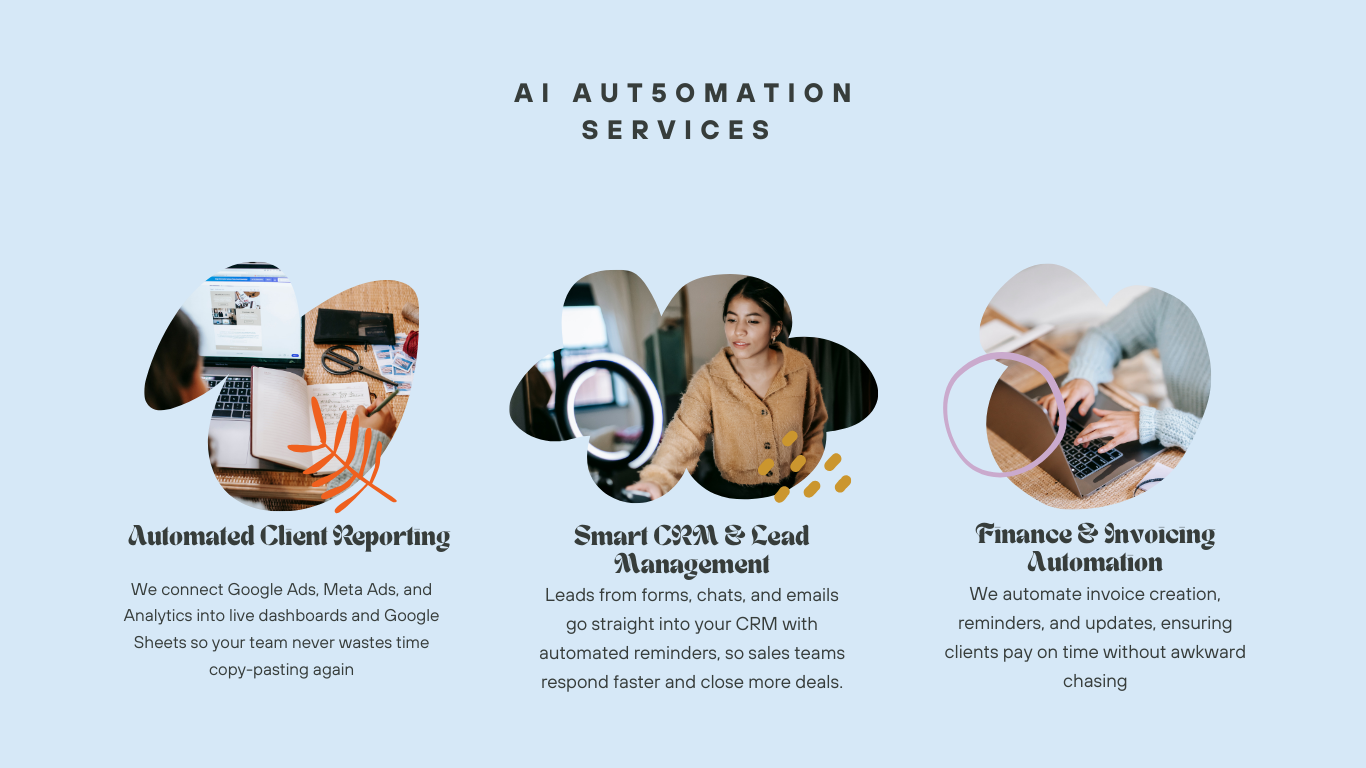 AI AUT5OMATION
SERVICES
Automated Client Reporting
We connect Google Ads, Meta Ads, and
Analytics into live dashboards and Google
Sheets so your team never wastes time
copy-pasting again
Smart CRM & Lead
Management
Leads from forms, chats, and emails
go straight into your CRM with
automated reminders, so sales teams
respond faster and close more deals.
Finance & Invoicing
Automation
We automate invoice creation,
reminders, and updates, ensuring
clients pay on time without awkward
chasing